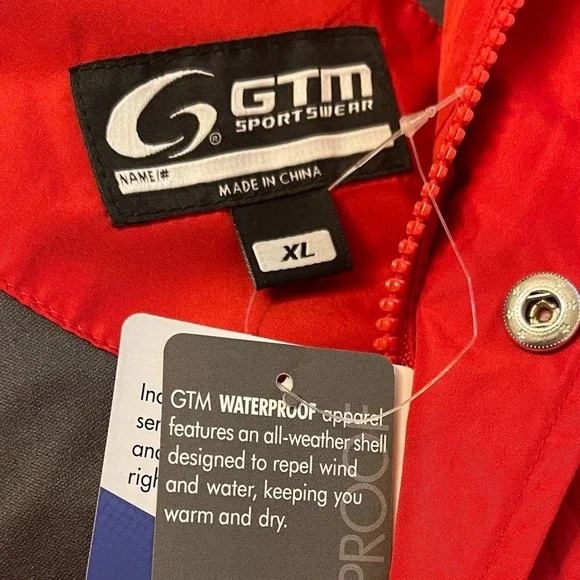 GTM
SPORTSWEAR
®
NAME/#
MADE IN CHINA
XL
GTM WATERPROOF apparel
features an all-weather shell
designed to repel wind
and water, keeping you
warm and dry.